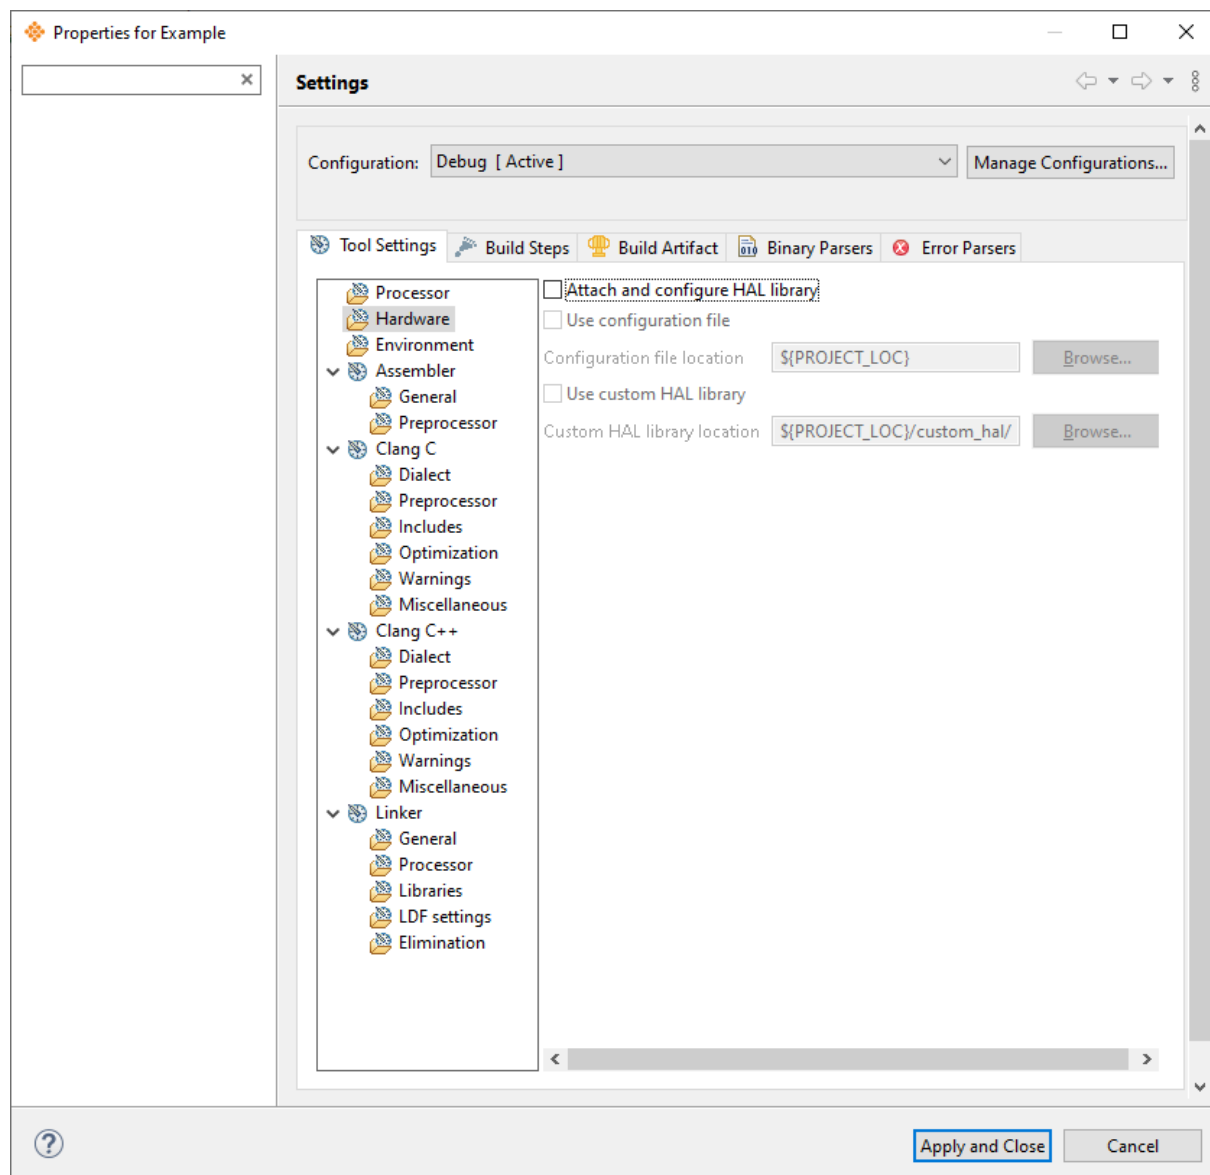 Properties for Example
Settings
Configuration: Debug [ Active ] Manage Configurations...
Tool Settings Build Steps Build Artifact Binary Parsers Error Parsers
Processor
Hardware
Environment
Assembler
General
Preprocessor
Clang C
Dialect
Preprocessor
Includes
Optimization
Warnings
Miscellaneous
Clang C++
Dialect
Preprocessor
Includes
Optimization
Warnings
Miscellaneous
Linker
General
Processor
Libraries
LDF settings
Elimination
Attach and configure HAL library
Use configuration file
Configuration file location ${PROJECT_LOC} Browse...
Use custom HAL library
Custom HAL library location ${PROJECT_LOC}/custom_hal/ Browse...
Apply and Close Cancel